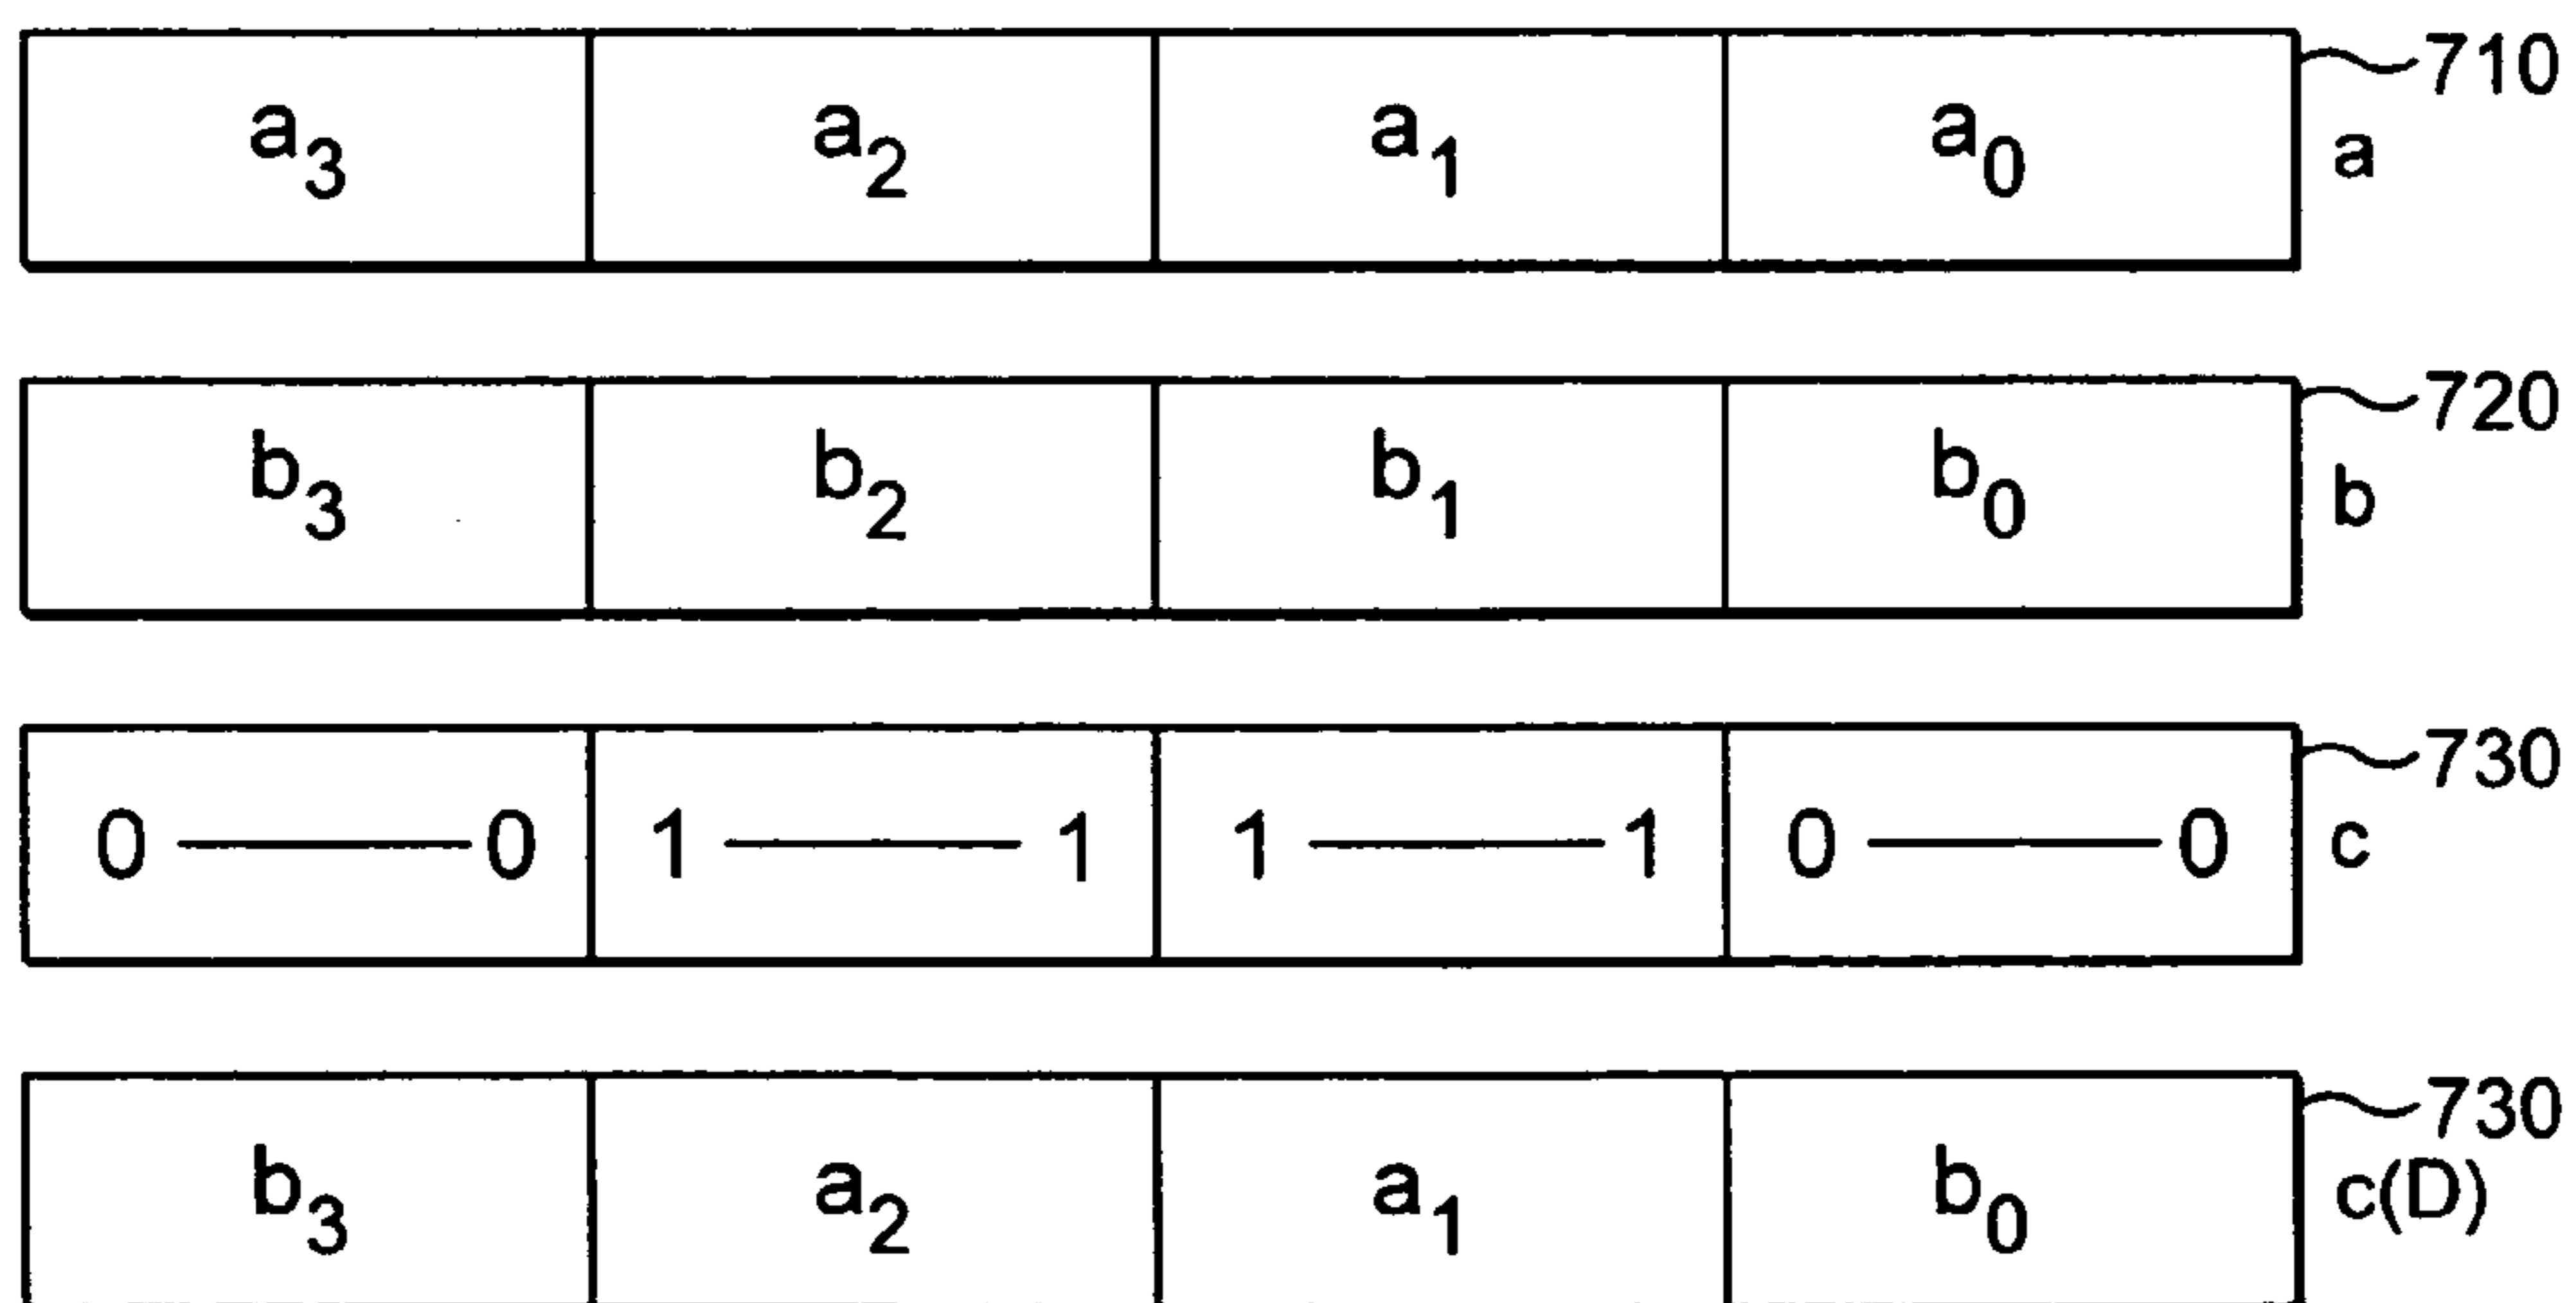 a3 a2 a1 a0 710
a
b3 b2 b1 b0 720
b
0 — 0 1 — 1 1 — 1 0 — 0 730
c
b3 a2 a1 b0 730
c(D)